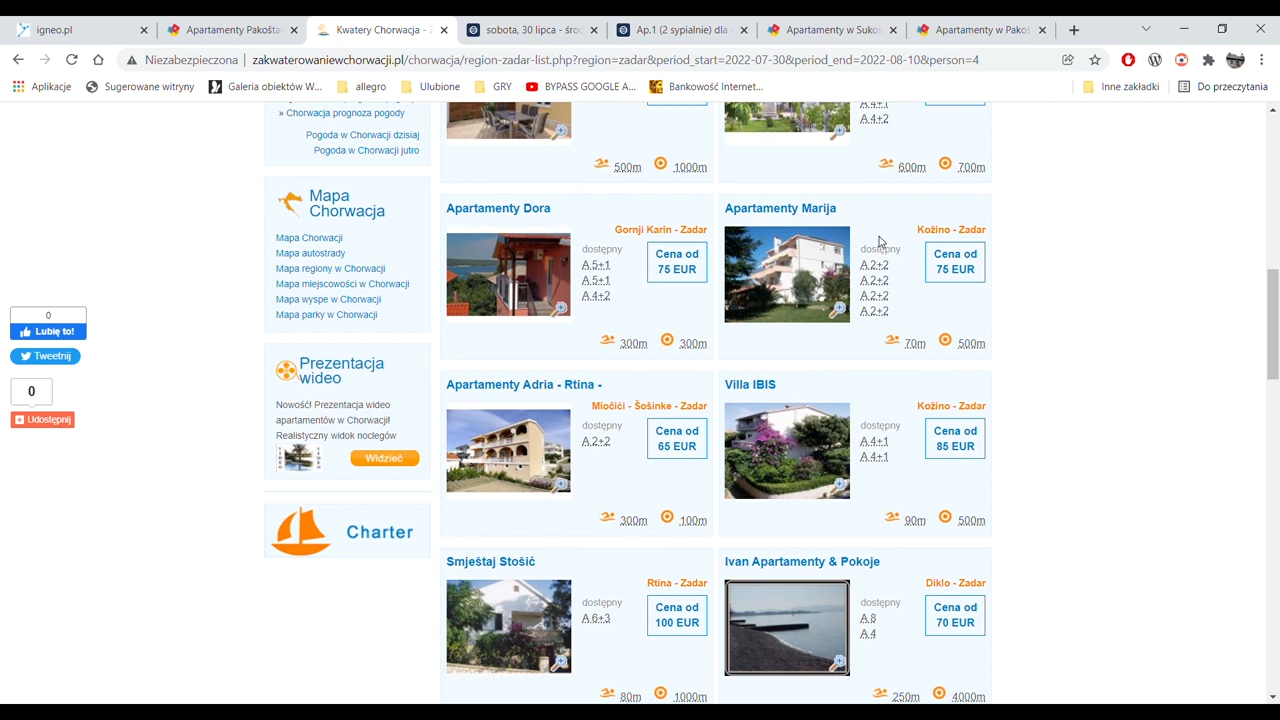 igneo.pl
Apartamenty Pakošta
Kwatery Chorwacja - Z
sobota, 30 lipca - środ
Ap.1 (2 sypialnie) dla
Apartamenty w Suko
Apartamenty w Pako
Niezabezpieczona
zakwaterowaniewchorwacji.pl/chorwacja/region-zadar-list.php?region=zadar&period_start=2022-07-30&period_end=2022-08-10&person=4
Aplikacje
Sugerowane witryny
Galeria obiektów W...
allegro
Ulubione
GRY
BYPASS GOOGLE A...
Bankowość Internet...
Inne zakładki
Do przeczytania
» Chorwacja prognoza pogody
Pogoda w Chorwacji dzisiaj
Pogoda w Chorwacji jutro
Mapa
Chorwacja
Mapa Chorwacji
Mapa autostrady
Mapa regiony w Chorwacji
Mapa miejscowości w Chorwacji
Mapa wyspe w Chorwacji
Mapa parky w Chorwacji
0
Lubię to!
Tweetnij
0
Udostępnij
Prezentacja
wideo
Nowość! Prezentacja wideo
apartamentów w Chorwacji!
Realistyczny widok noclegów
Widzieć
Charter
500m
1000m
A 4+1
A 4+2
600m
700m
Apartamenty Dora
Gornji Karin - Zadar
dostępny
A 5+1
A 5+1
A 4+2
Cena od
75 EUR
300m
300m
Apartamenty Marija
Kožino - Zadar
dostępny
A 2+2
A 2+2
A 2+2
A 2+2
Cena od
75 EUR
70m
500m
Apartamenty Adria - Rtina -
Miočići - Šošinke - Zadar
dostępny
A 2+2
Cena od
65 EUR
300m
100m
Villa IBIS
Kožino - Zadar
dostępny
A 4+1
A 4+1
Cena od
85 EUR
90m
500m
Smještaj Stošić
Rtina - Zadar
dostępny
A 6+3
Cena od
100 EUR
80m
1000m
Ivan Apartamenty & Pokoje
Diklo - Zadar
dostępny
A 8
A 4
Cena od
70 EUR
250m
4000m